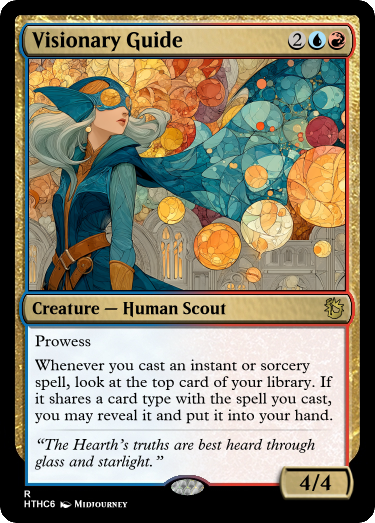 Visionary Guide 2
Creature — Human Scout
Prowess
Whenever you cast an instant or sorcery
spell, look at the top card of your library. If
it shares a card type with the spell you cast,
you may reveal it and put it into your hand.
“The Hearth’s truths are best heard through
glass and starlight.”
4/4
R
HTHC6 Midjourney